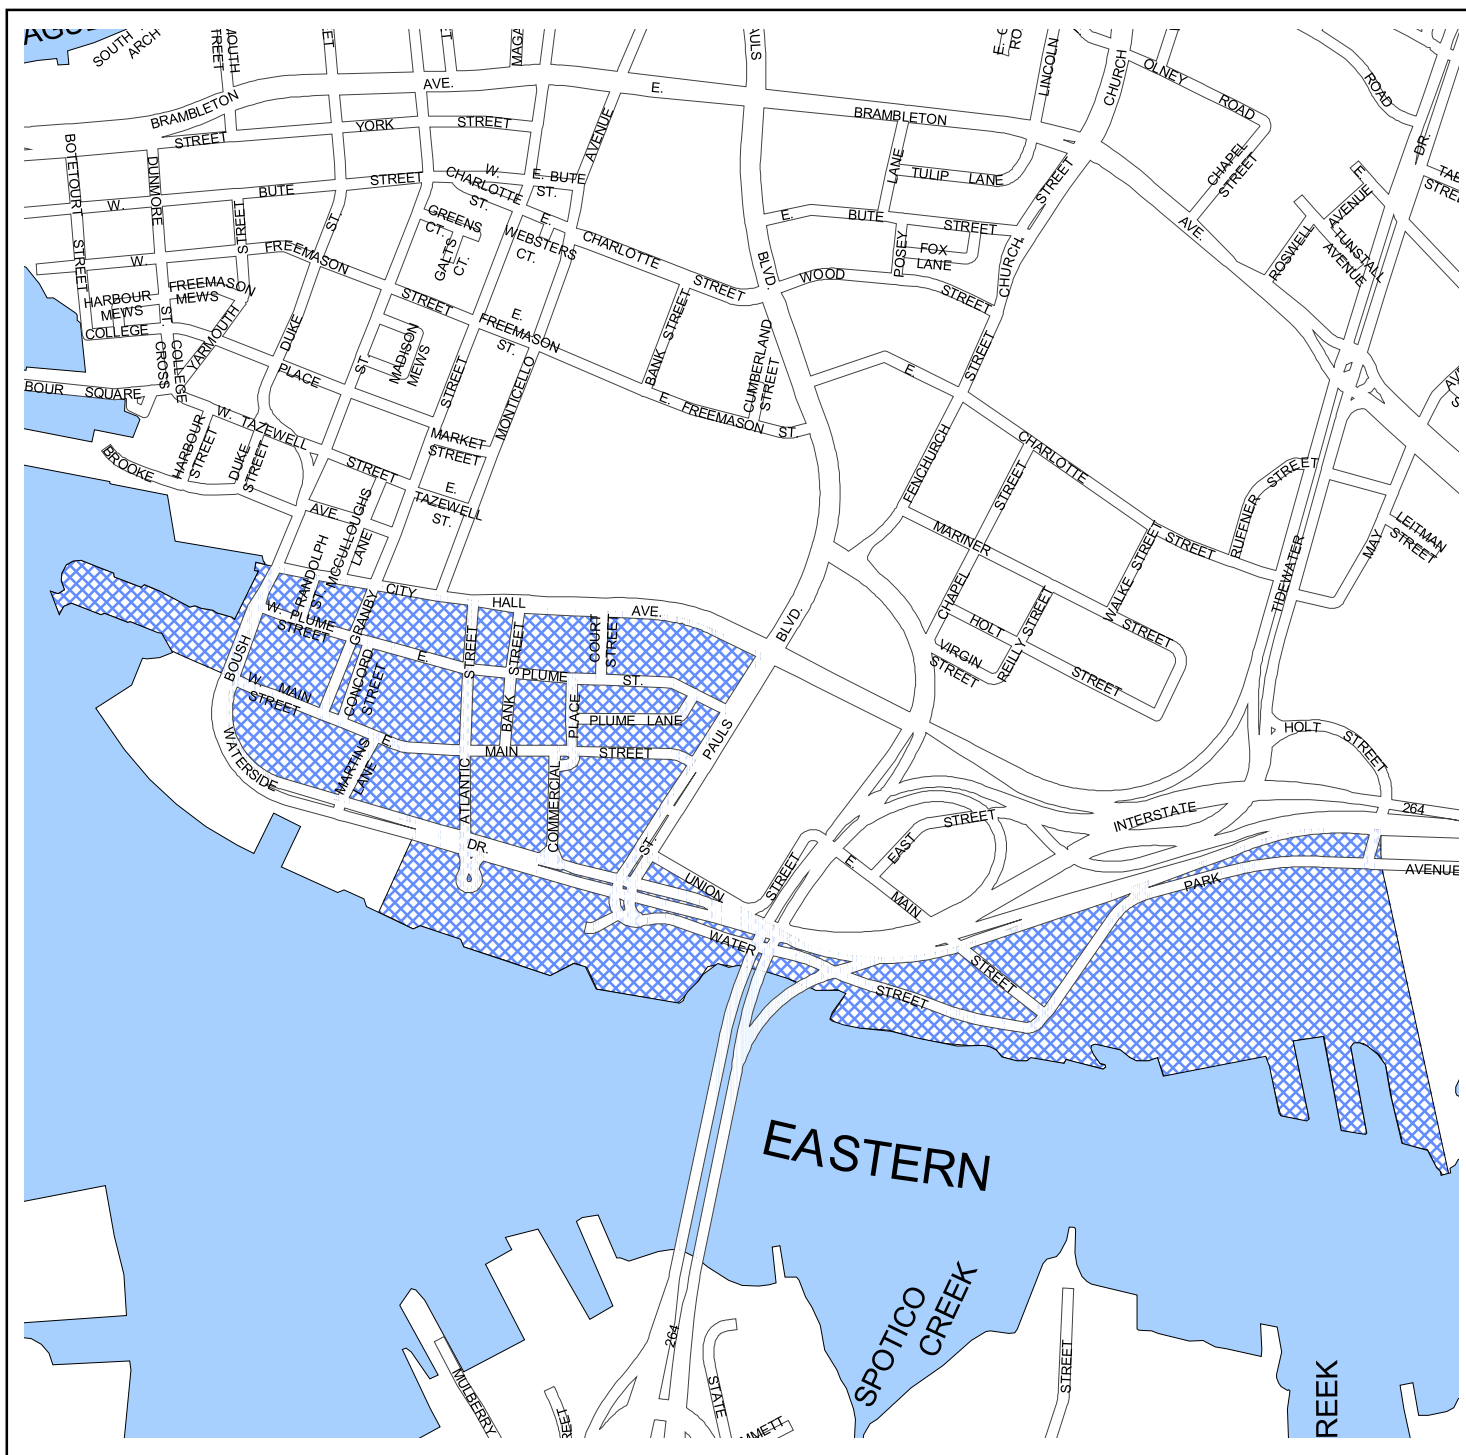 SOUTH
ARCH
LINCOLN
CHURCH
OLNEY
ROAD
ROAD
AVE.
E.
BRAMBLETON
BRAMBLETON
STREET
YORK
STREET
AVENUE
BOTETOURT
STREET
DUNMORE
ST.
W.
BUTE
STREET
STREET
W.
CHARLOTTE
ST.
E. BUTE
ST.
LANE
TULIP LANE
STREET
CHAPEL
STREET
DR.
E.
AVENUE
TUNSTALL
AVENUE
ROSWELL
AVE.
W.
FREEMASON
ST.
GREENS
CT.
GALTS
CT.
E.
WEBSTERS
CT.
CHARLOTTE
STREET
BLVD.
E.
BUTE
STREET
POSEY
FOX
LANE
WOOD
STREET
CHURCH
STREET
HARBOUR
MEWS
FREEMASON
MEWS
COLLEGE
ST.
CROSS
COLLEGE
YARMOUTH
DUKE
PLACE
ST.
MADISON
MEWS
STREET
E.
FREEMASON
ST.
STREET
MONTICELLO
BANK STREET
CUMBERLAND
STREET
E.
FREEMASON ST.
E.
CHARLOTTE
STREET
SQUARE
W. TAZEWELL
STREET
BROOKE
AVE.
HARBOUR
STREET
DUKE
STREET
MARKET
STREET
E.
TAZEWELL
ST.
FENCHURCH
MARINER
STREET
STREET
CHAPEL
WALKE STREET
RUFFNER STREET
TIDEWATER
MAY
LEITMAN
STREET
RANDOLPH
ST.
MCCULLOUGHS
LANE
GRANBY
CITY
HALL
AVE.
BLVD.
W. PLUME
STREET
BOUSH
E.
PLUME
ST.
STREET
STREET
BANK
COURT
STREET
HOLT
STREET
VIRGIN
STREET
REILLY STREET
W. MAIN
STREET
CONCORD
STREET
PLACE
PLUME LANE
PAULS
ST.
E.
MAIN
STREET
WATERSIDE
DR.
MARTINS
LANE
ATLANTIC
COMMERCIAL
HOLT
STREET
INTERSTATE
264
EAST
STREET
E.
MAIN
STREET
UNION
STREET
PARK
AVENUE
WATER
STREET
EASTERN
SPOTICO
CREEK
264
MULBERRY
STATE
STREET